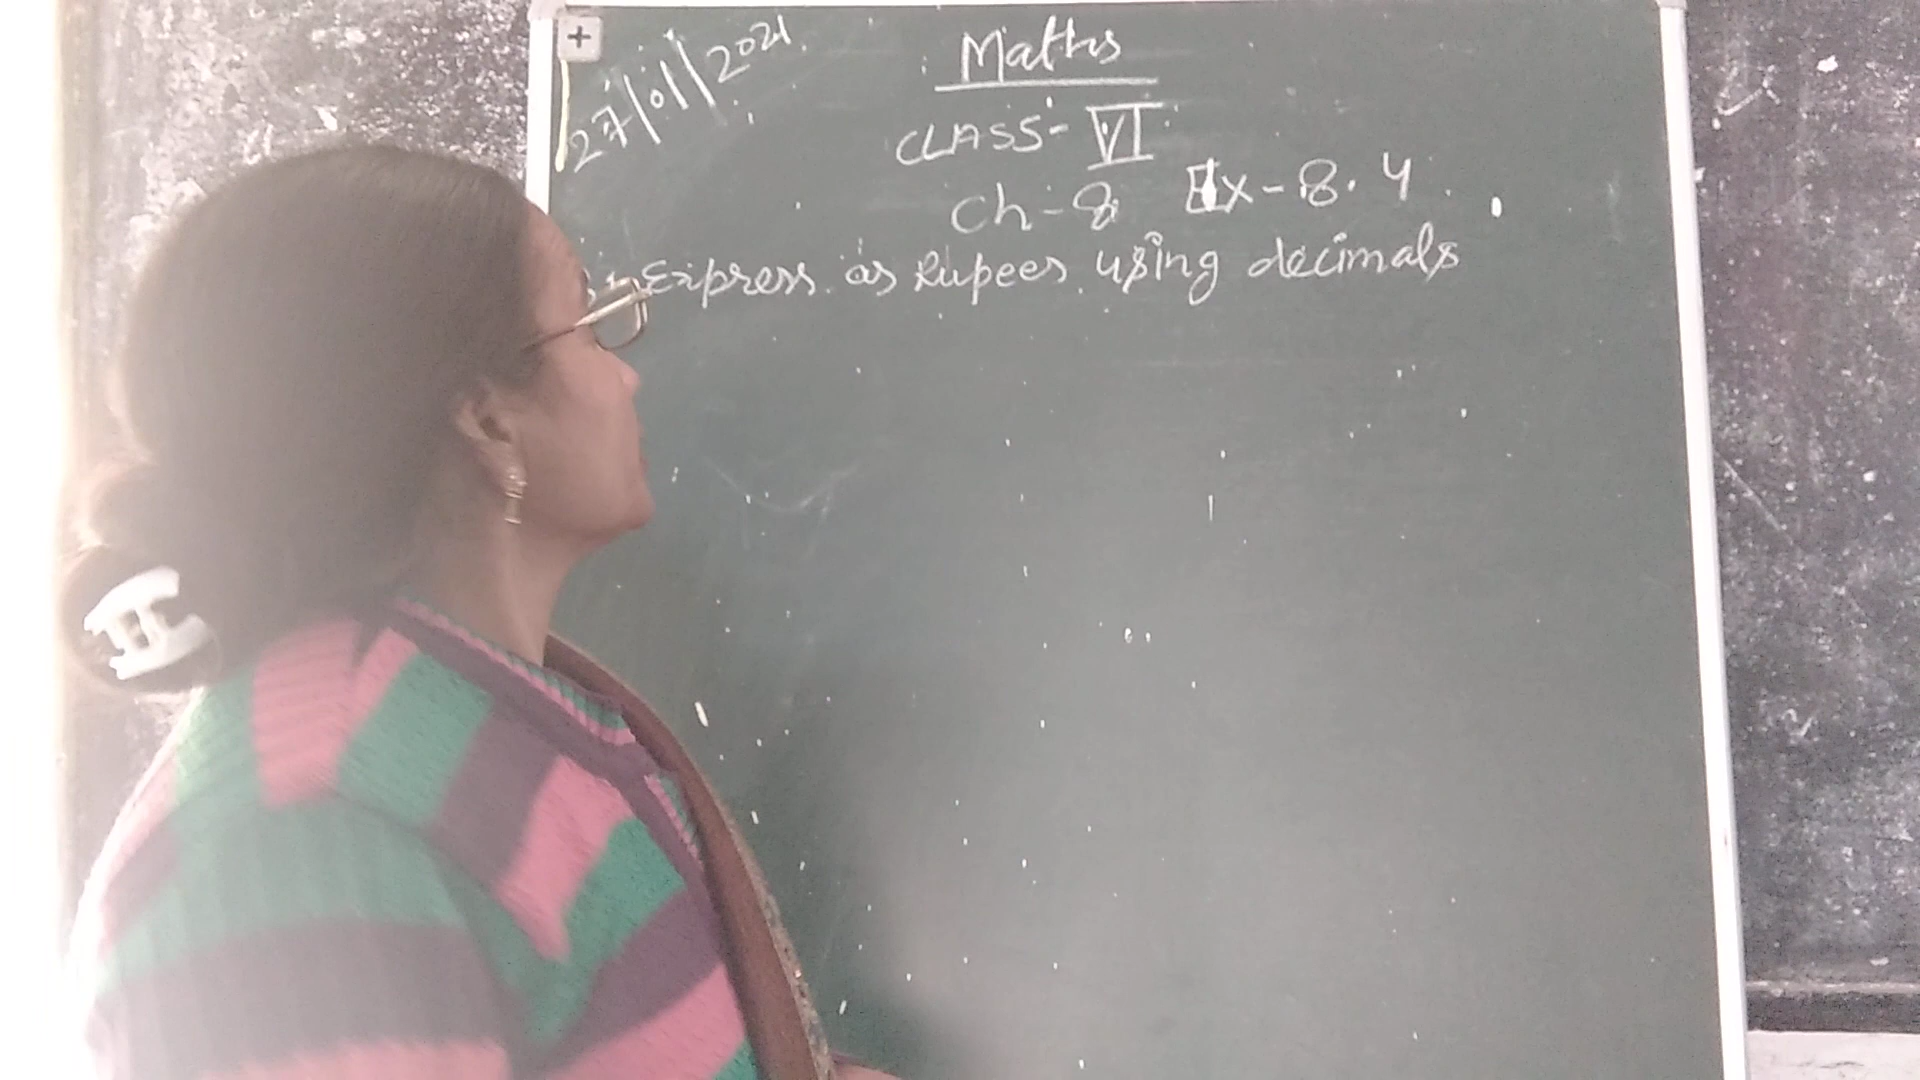 27/01/2021
Maths
CLASS- VI
Ch-8 Ex-8.4
Express as Rupees using decimals